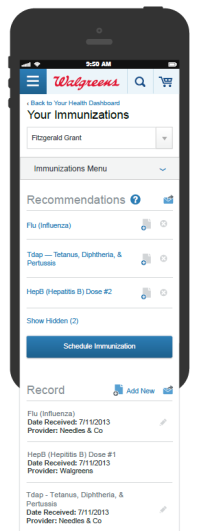 9:50 AM
Walgreens
‹ Back to Your Health Dashboard
Your Immunizations
Fitzgerald Grant
Immunizations Menu
Recommendations ?
Flu (Influenza)
Tdap — Tetanus, Diphtheria, &
Pertussis
HepB (Hepatitis B) Dose #2
Show Hidden (2)
Schedule Immunization
Record Add New
Flu (Influenza)
Date Received: 7/11/2013
Provider: Needles & Co
HepB (Hepititis B) Dose #1
Date Received: 7/11/2013
Provider: Walgreens
Tdap - Tetanus, Diphtheria, &
Pertussis
Date Received: 7/11/2013
Provider: Needles & Co